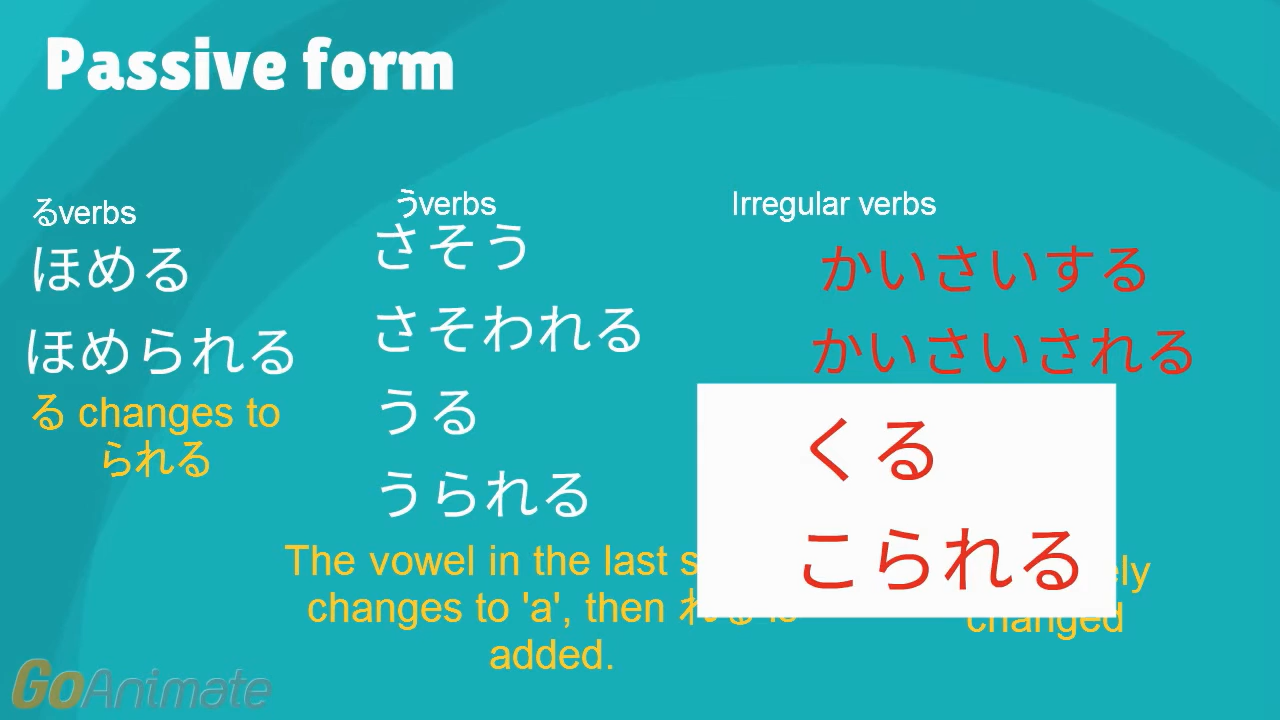 Passive form
るverbs
ほめる
ほめられる
る changes to
られる
うverbs
さそう
さそわれる
うる
うられる
The vowel in the last
changes to 'a', then れる is
added.
Irregular verbs
かいさいする
かいさいされる
くる
こられる
changed
GoAnimate